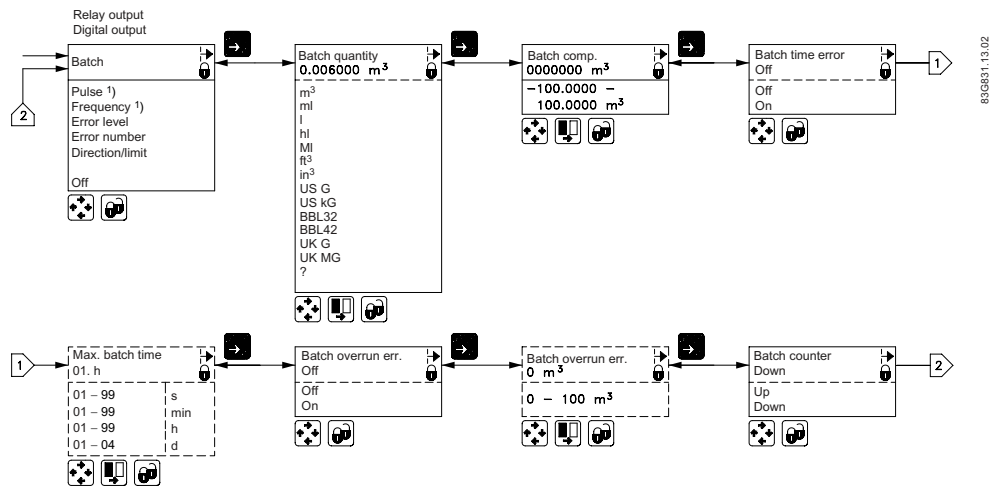 Relay output
Digital output
Batch
Pulse 1)
Frequency 1)
Error level
Error number
Direction/limit
Off
2
Batch quantity
0.006000 m³
m³
ml
l
hl
Ml
ft³
in³
US G
US kG
BBL32
BBL42
UK G
UK MG
?
Batch comp.
0000000 m³
−100.0000 −
100.0000 m³
Batch time error
Off
Off
On
1
83G831.13.02
1
Max. batch time
01. h
01 – 99 s
01 – 99 min
01 – 99 h
01 – 04 d
Batch overrun err.
Off
Off
On
Batch overrun err.
0 m³
0 − 100 m³
Batch counter
Down
Up
Down
2